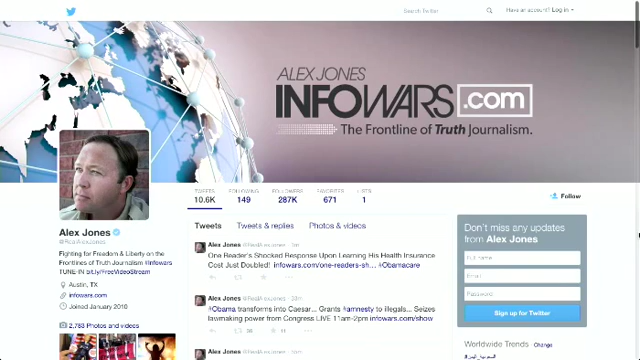 Search Twitter
Have an account? Log in
ALEX JONES
INFOWARS.com
The Frontline of Truth Journalism.
TWEETS FOLLOWING FOLLOWERS FAVORITES LISTS
10.6K 149 287K 671 1
Follow
Alex Jones
@RealAlexJones
Fighting for Freedom & Liberty on the
Frontlines of Truth Journalism #Infowars
TUNE-IN bit.ly/FreeVideoStream
Austin, TX
infowars.com
Joined January 2010
2,783 Photos and videos
Tweets Tweets & replies Photos & videos
Alex Jones @RealAlexJones
One Reader's Shocked Response Upon Learning His Health Insurance
Cost Just Doubled! infowars.com/one-readers-sh... #Obamacare
Alex Jones @RealAlexJones
#Obama transforms into Caesar... Grants #amnesty to illegals... Seizes
lawmaking power from Congress LIVE 11am-2pm infowars.com/show
Alex Jones
Don't miss any updates
from Alex Jones
Full name
Email
Password
Sign up for Twitter
Worldwide Trends Change